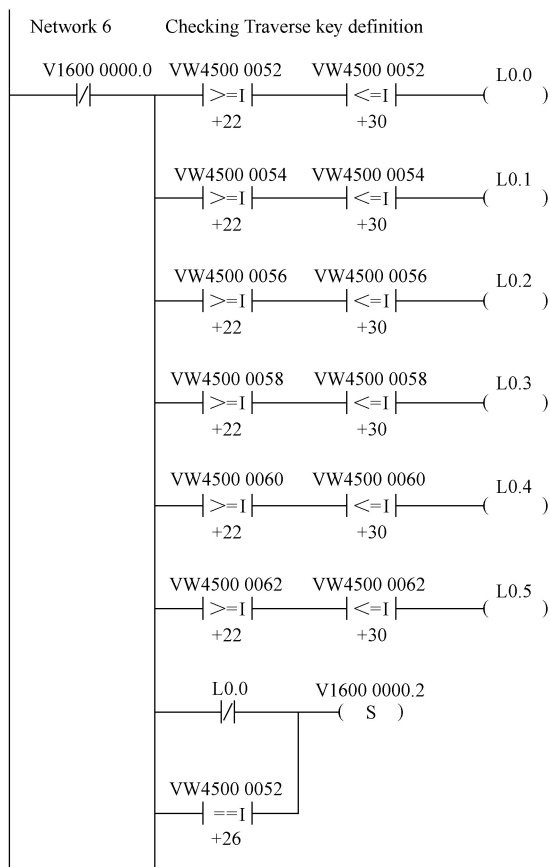 Network 6 Checking Traverse key definition
V1600 0000.0 VW4500 0052 VW4500 0052 L0.0
/ >=I <=I ( )
+22 +30
VW4500 0054 VW4500 0054 L0.1
>=I <=I ( )
+22 +30
VW4500 0056 VW4500 0056 L0.2
>=I <=I ( )
+22 +30
VW4500 0058 VW4500 0058 L0.3
>=I <=I ( )
+22 +30
VW4500 0060 VW4500 0060 L0.4
>=I <=I ( )
+22 +30
VW4500 0062 VW4500 0062 L0.5
>=I <=I ( )
+22 +30
L0.0 V1600 0000.2
/ ( S )
VW4500 0052
==I
+26